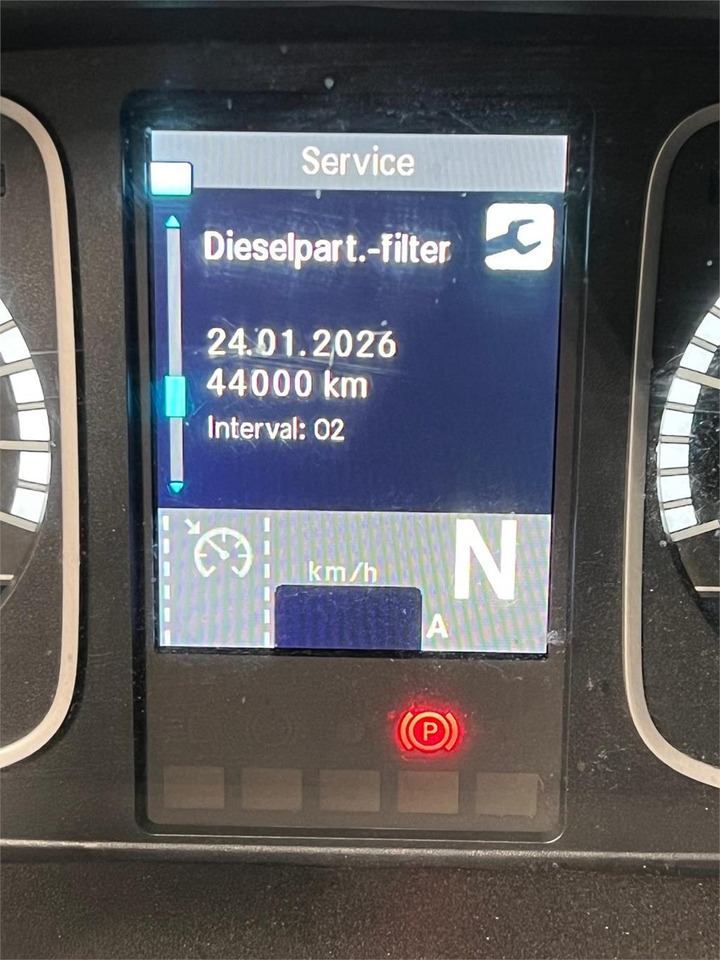 Service
Dieselpart.-filter
24.01.2026
44000 km
Interval: 02
km/h
N
A
P